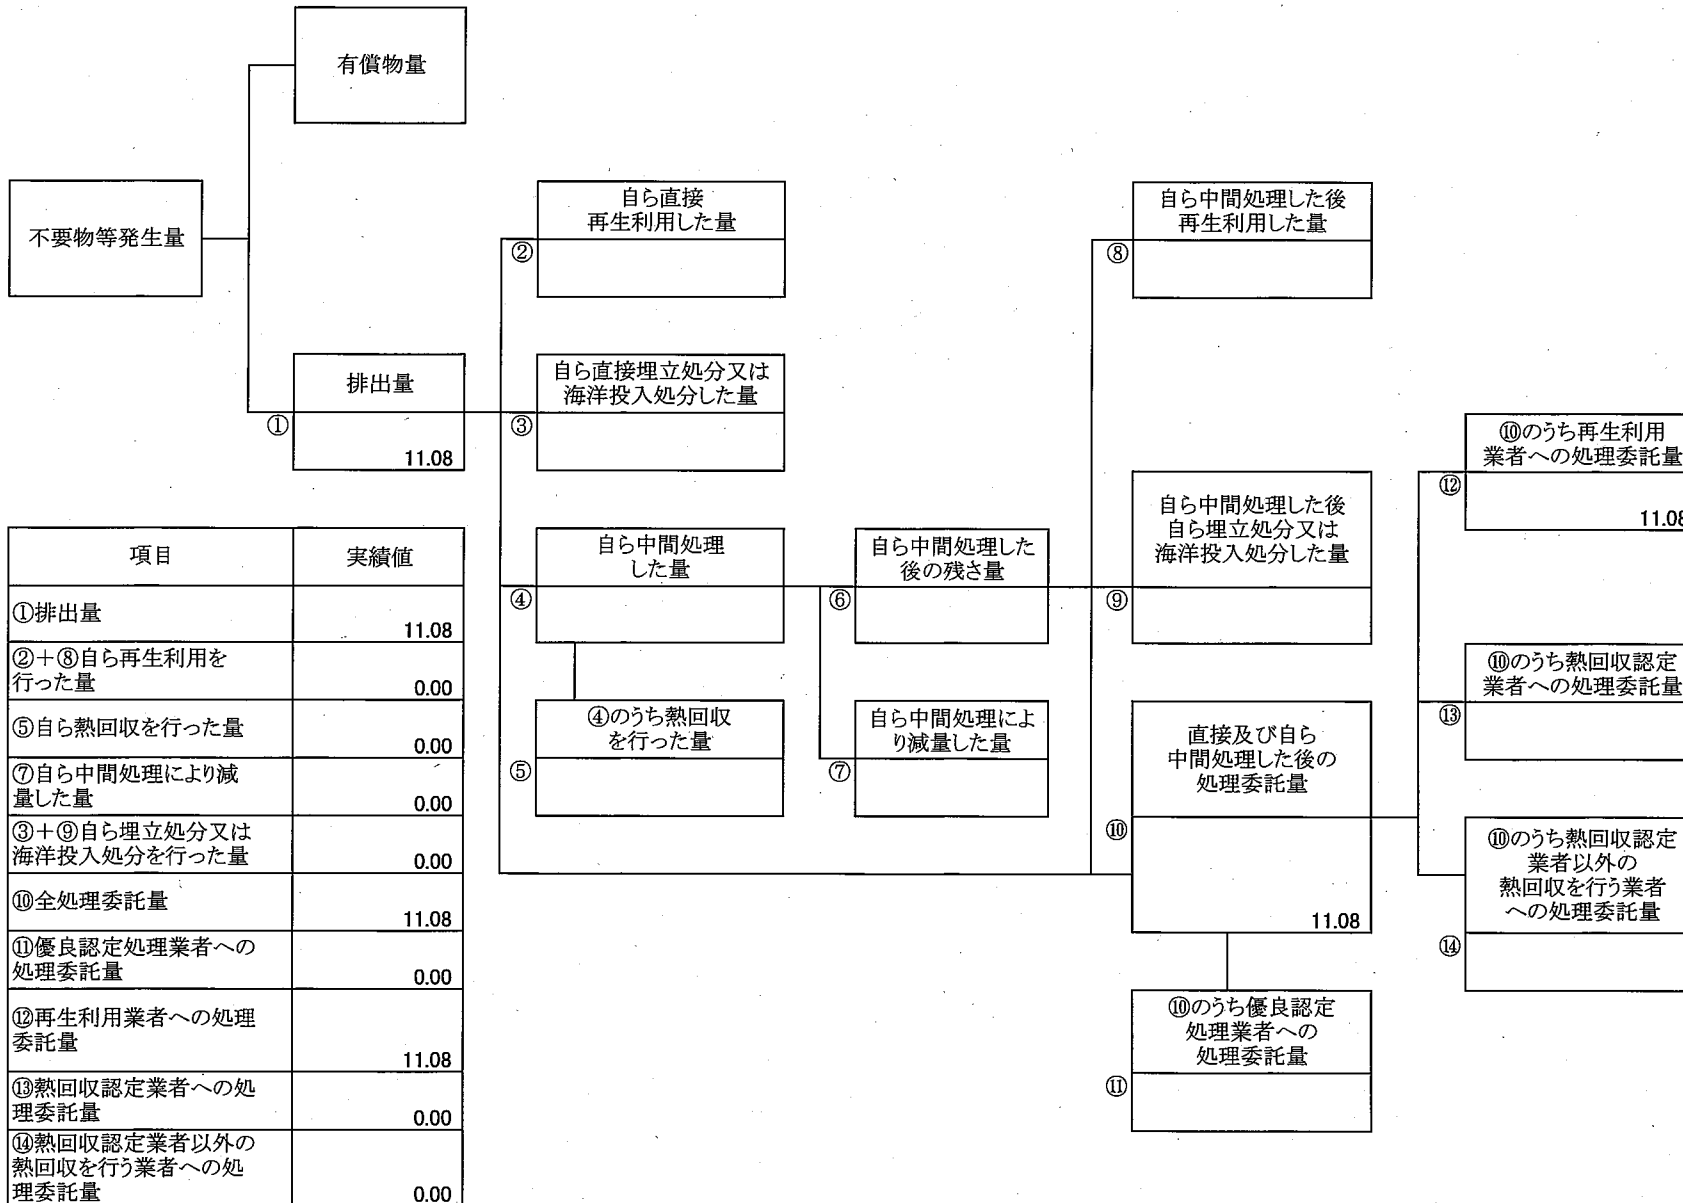 有償物量
不要物等発生量
自ら直接
再生利用した量
②
自ら中間処理した後
再生利用した量
⑧
排出量
①
11.08
自ら直接埋立処分又は
海洋投入処分した量
③
⑩のうち再生利用
業者への処理委託量
⑫
11.08
自ら中間処理
した量
④
自ら中間処理した
後の残さ量
⑥
自ら中間処理した後
自ら埋立処分又は
海洋投入処分した量
⑨
④のうち熱回収
を行った量
⑤
自ら中間処理によ
り減量した量
⑦
直接及び自ら
中間処理した後の
処理委託量
⑩
11.08
⑩のうち熱回収認定
業者への処理委託量
⑬
⑩のうち熱回収認定
業者以外の
熱回収を行う業者
への処理委託量
⑭
⑩のうち優良認定
処理業者への
処理委託量
⑪
項目 実績値
①排出量
11.08
②+⑧自ら再生利用を
行った量
0.00
⑤自ら熱回収を行った量
0.00
⑦自ら中間処理により減
量した量
0.00
③+⑨自ら埋立処分又は
海洋投入処分を行った量
0.00
⑩全処理委託量
11.08
⑪優良認定処理業者への
処理委託量
0.00
⑫再生利用業者への処理
委託量
11.08
⑬熱回収認定業者への処
理委託量
0.00
⑭熱回収認定業者以外の
熱回収を行う業者への処
理委託量
0.00